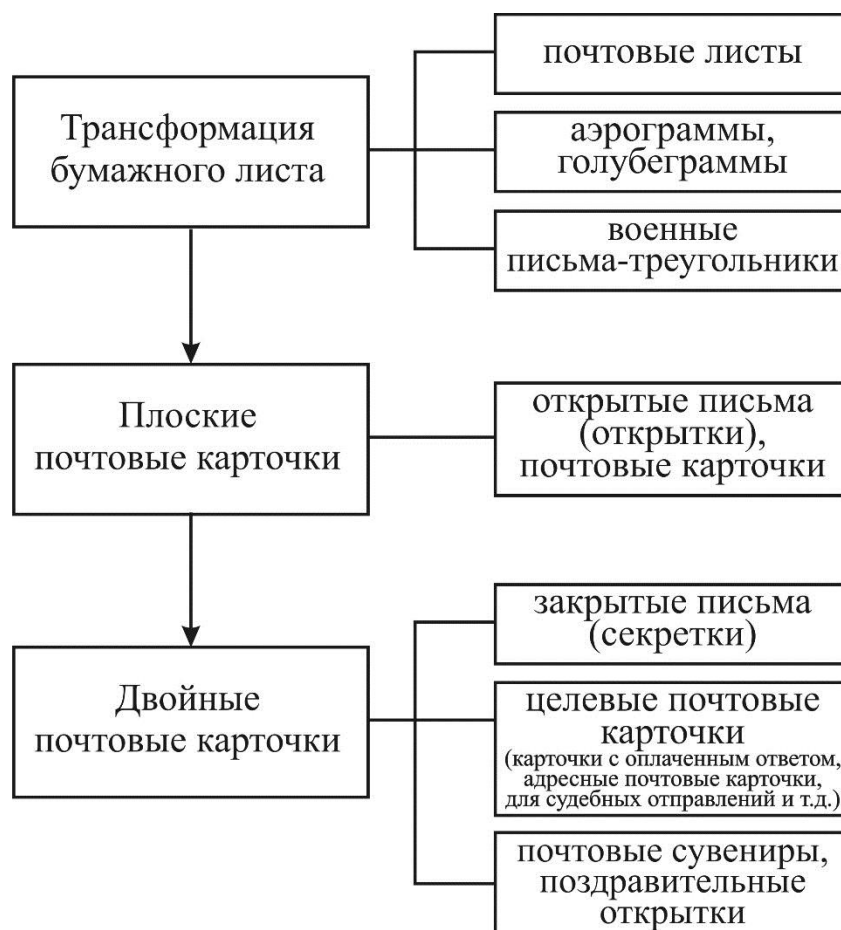 Трансформация
бумажного листа
почтовые листы
аэрограммы,
голубеграммы
военные
письма-треугольники
Плоские
почтовые карточки
открытые письма
(открытки),
почтовые карточки
Двойные
почтовые карточки
закрытые письма
(секретки)
целевые почтовые
карточки
(карточки с оплаченным ответом,
адресные почтовые карточки,
для судебных отправлений и т.д.)
почтовые сувениры,
поздравительные
открытки